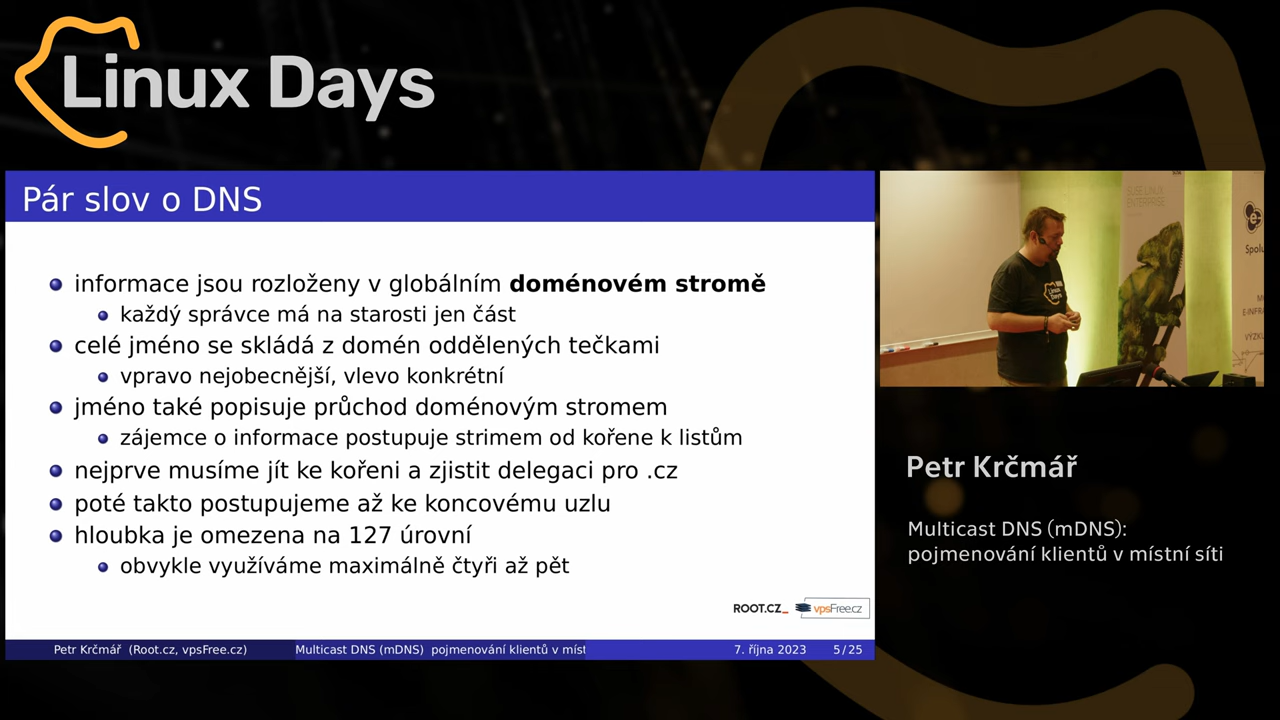 Linux Days
Pár slov o DNS
informace jsou rozloženy v globálním doménovém stromě
každý správce má na starosti jen část
celé jméno se skládá z domén oddělených tečkami
vpravo nejobecnější, vlevo konkrétní
jméno také popisuje průchod doménovým stromem
zájemce o informace postupuje strimem od kořene k listům
nejprve musíme jít ke kořeni a zjistit delegaci pro .cz
poté takto postupujeme až ke koncovému uzlu
hloubka je omezena na 127 úrovní
obvykle využíváme maximálně čtyři až pět
ROOT.CZ_ vpsFree.cz
Petr Krčmář (Root.cz, vpsFree.cz) Multicast DNS (mDNS) pojmenování klientů v míst 7. října 2023 5/25
SUSE LINUX
ENTERPRISE
Linux
Days
Petr Krčmář
Multicast DNS (mDNS):
pojmenování klientů v místní síti